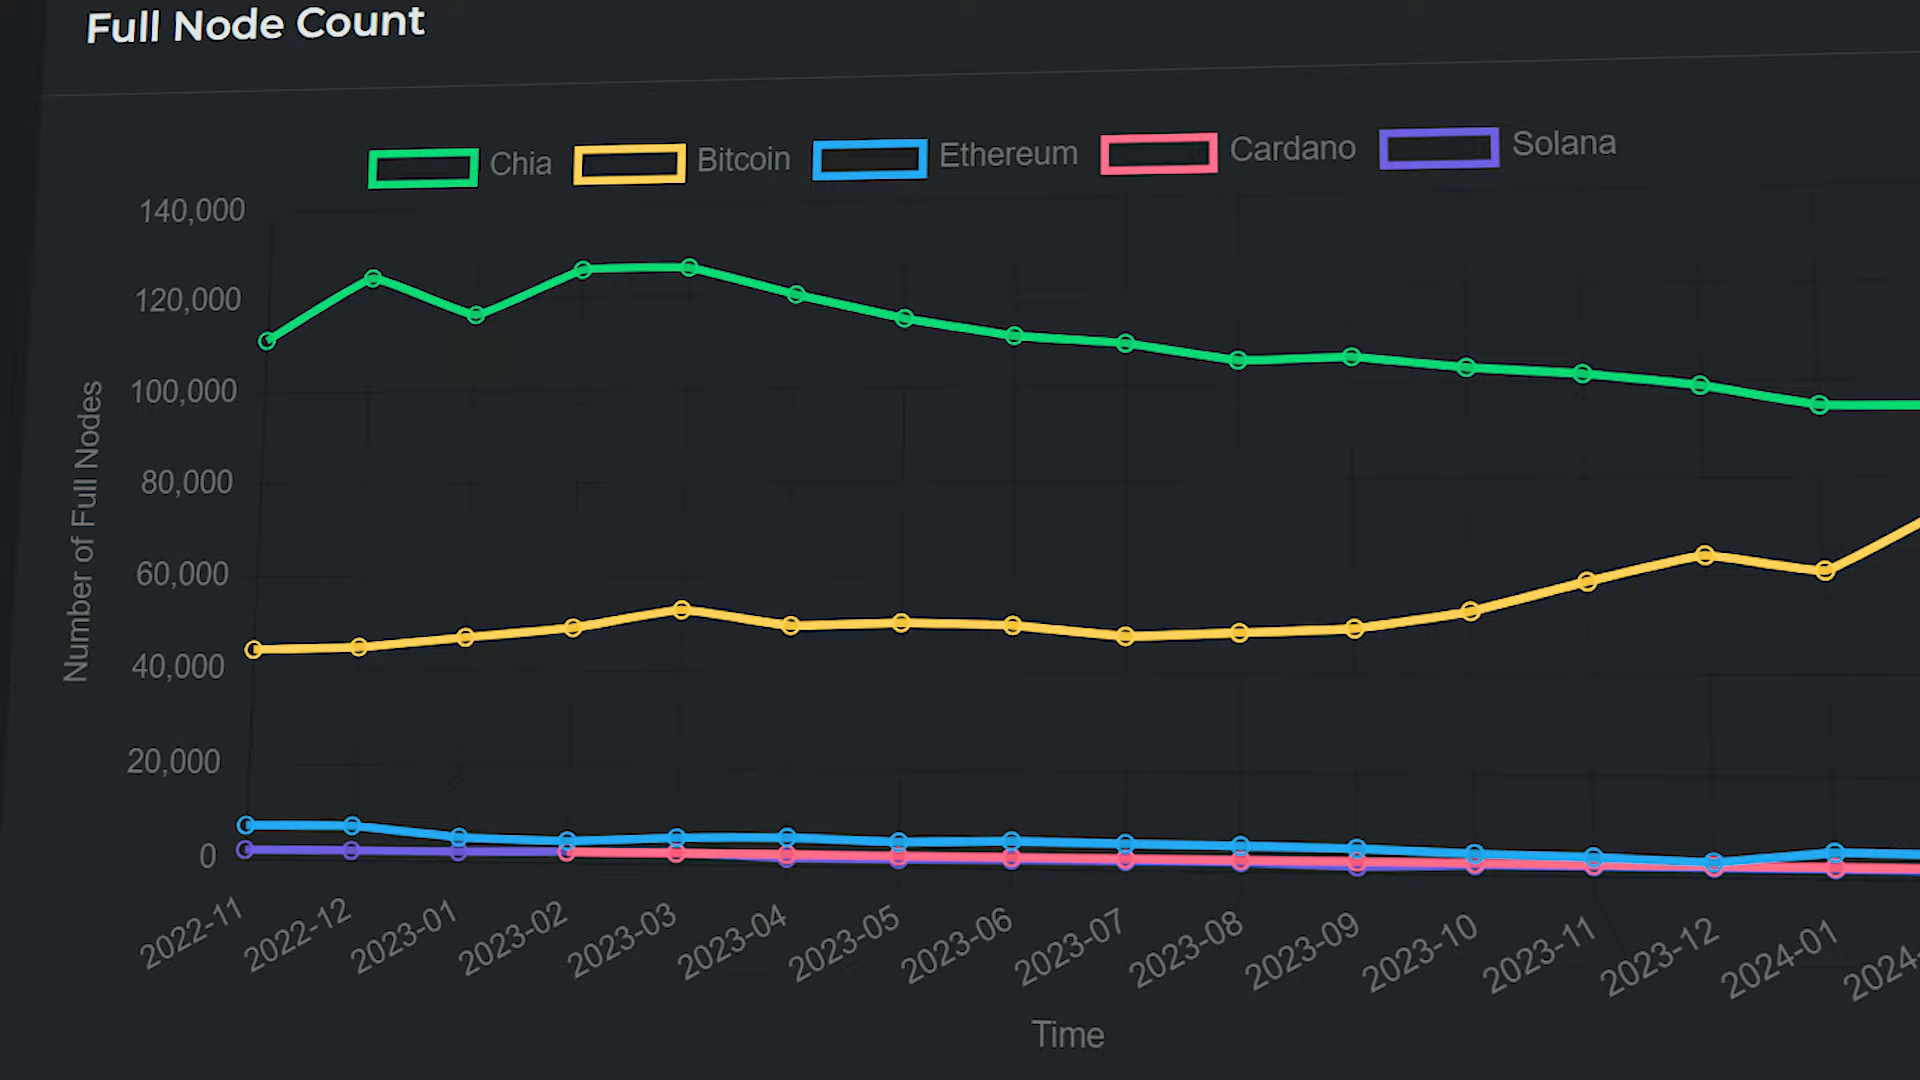 Full Node Count
Chia Bitcoin Ethereum Cardano Solana
140,000
120,000
100,000
80,000
60,000
40,000
20,000
0
Number of Full Nodes
2022-11 2022-12 2023-01 2023-02 2023-03 2023-04 2023-05 2023-06 2023-07 2023-08 2023-09 2023-10 2023-11 2023-12 2024-01 2024-
Time